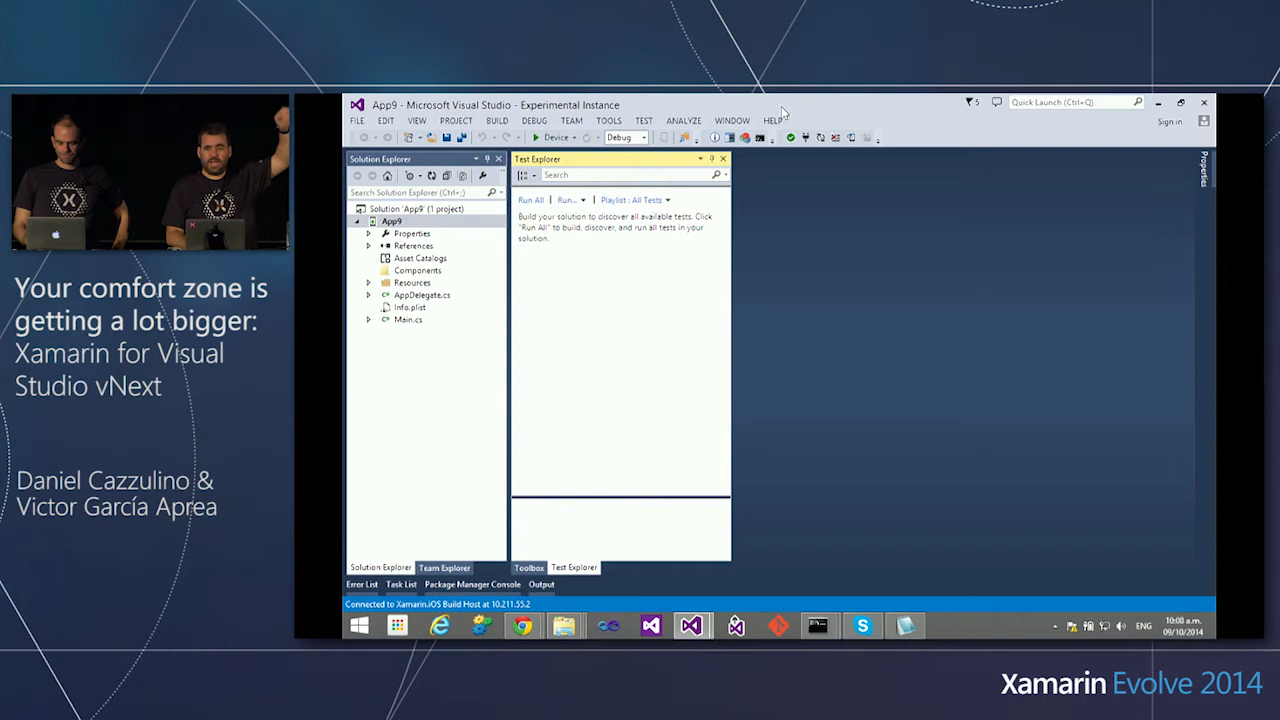 App9 - Microsoft Visual Studio - Experimental Instance
5
Quick Launch (Ctrl+Q)
FILE EDIT VIEW PROJECT BUILD DEBUG TEAM TOOLS TEST ANALYZE WINDOW HELP
Sign in
Device
Debug
Solution Explorer
Search Solution Explorer (Ctrl+;)
Solution 'App9' (1 project)
App9
Properties
References
Asset Catalogs
Components
Resources
AppDelegate.cs
Info.plist
Main.cs
Solution Explorer Team Explorer
Test Explorer
Search
Run All | Run... | Playlist : All Tests
Build your solution to discover all available tests. Click
"Run All" to build, discover, and run all tests in your
solution.
Toolbox Test Explorer
Properties
Error List Task List Package Manager Console Output
Connected to Xamarin.iOS Build Host at 10.211.55.2
ENG
10:08 a.m.
09/10/2014
Your comfort zone is
getting a lot bigger:
Xamarin for Visual
Studio vNext
Daniel Cazzulino &
Victor García Aprea
Xamarin Evolve 2014